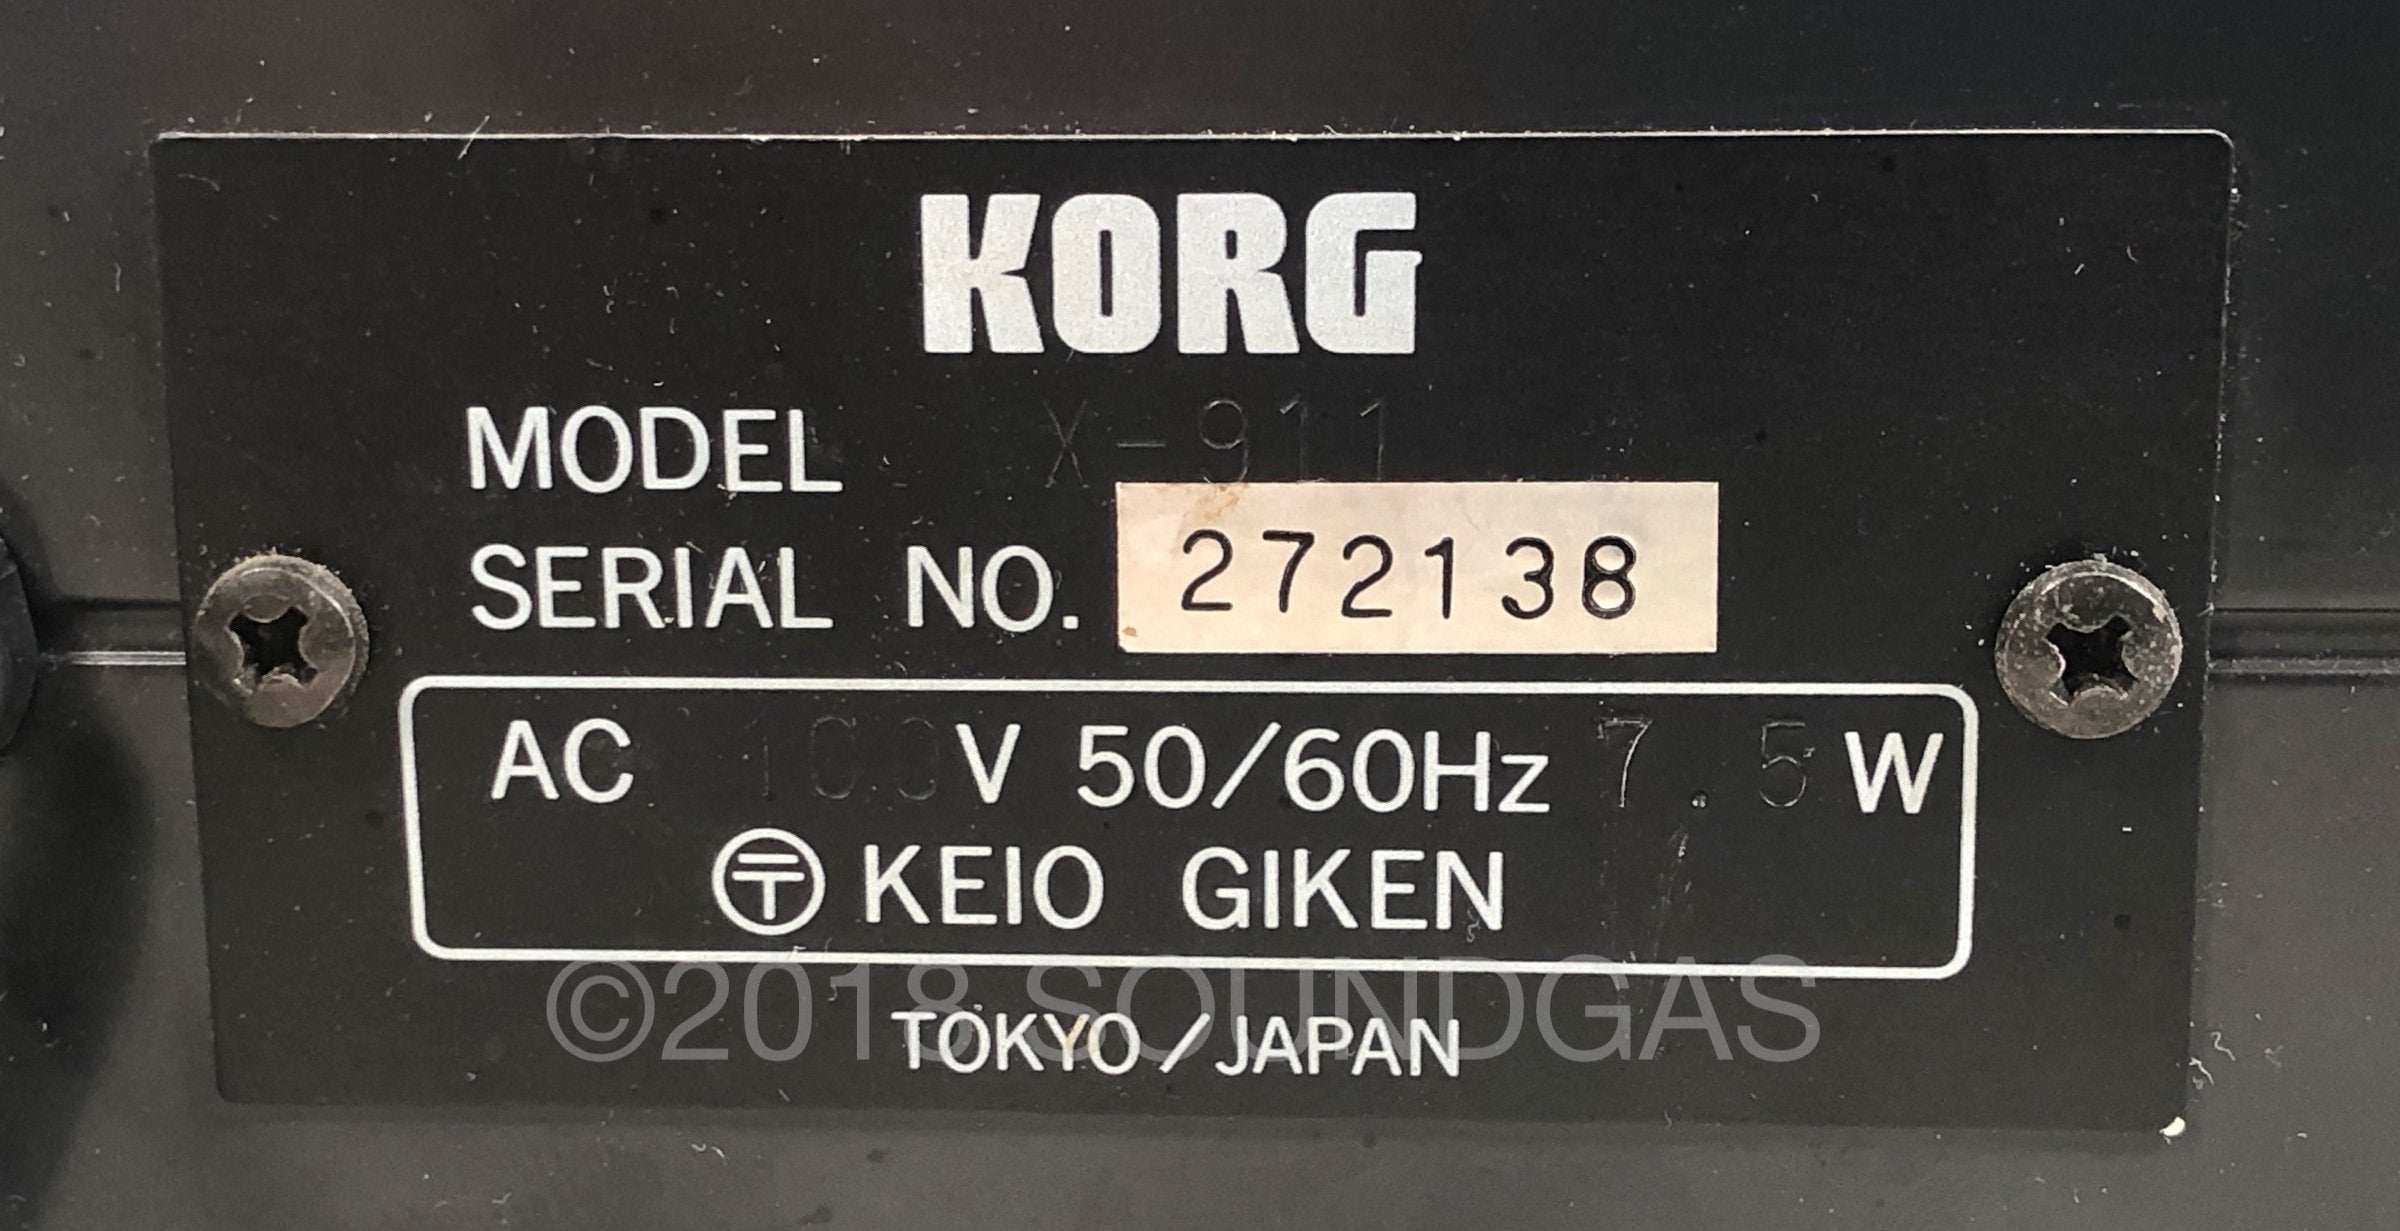 KORG
MODEL X-911
SERIAL NO. 272138
AC 100V 50/60Hz 7.5W
〒 KEIO GIKEN
©2018 SOUNDGAS
TOKYO/JAPAN